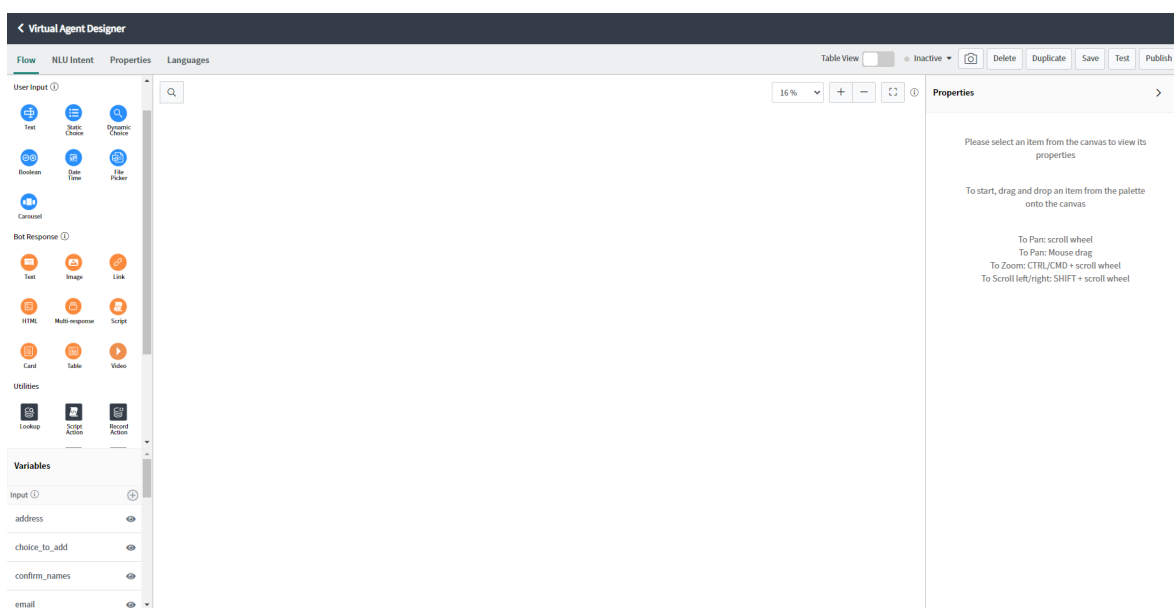 Virtual Agent Designer
Flow NLU Intent Properties Languages
Table View Inactive Delete Duplicate Save Test Publish
User Input
Text Static Choice Dynamic Choice
Boolean Date Time File Picker
Carousel
Bot Response
Text Image Link
HTML Multi-response Script
Card Table Video
Utilities
Lookup Script Action Record Action
Variables
Input
address
choice_to_add
confirm_names
email
16 %
Properties
Please select an item from the canvas to view its
properties
To start, drag and drop an item from the palette
onto the canvas
To Pan: scroll wheel
To Pan: Mouse drag
To Zoom: CTRL/CMD + scroll wheel
To Scroll left/right: SHIFT + scroll wheel